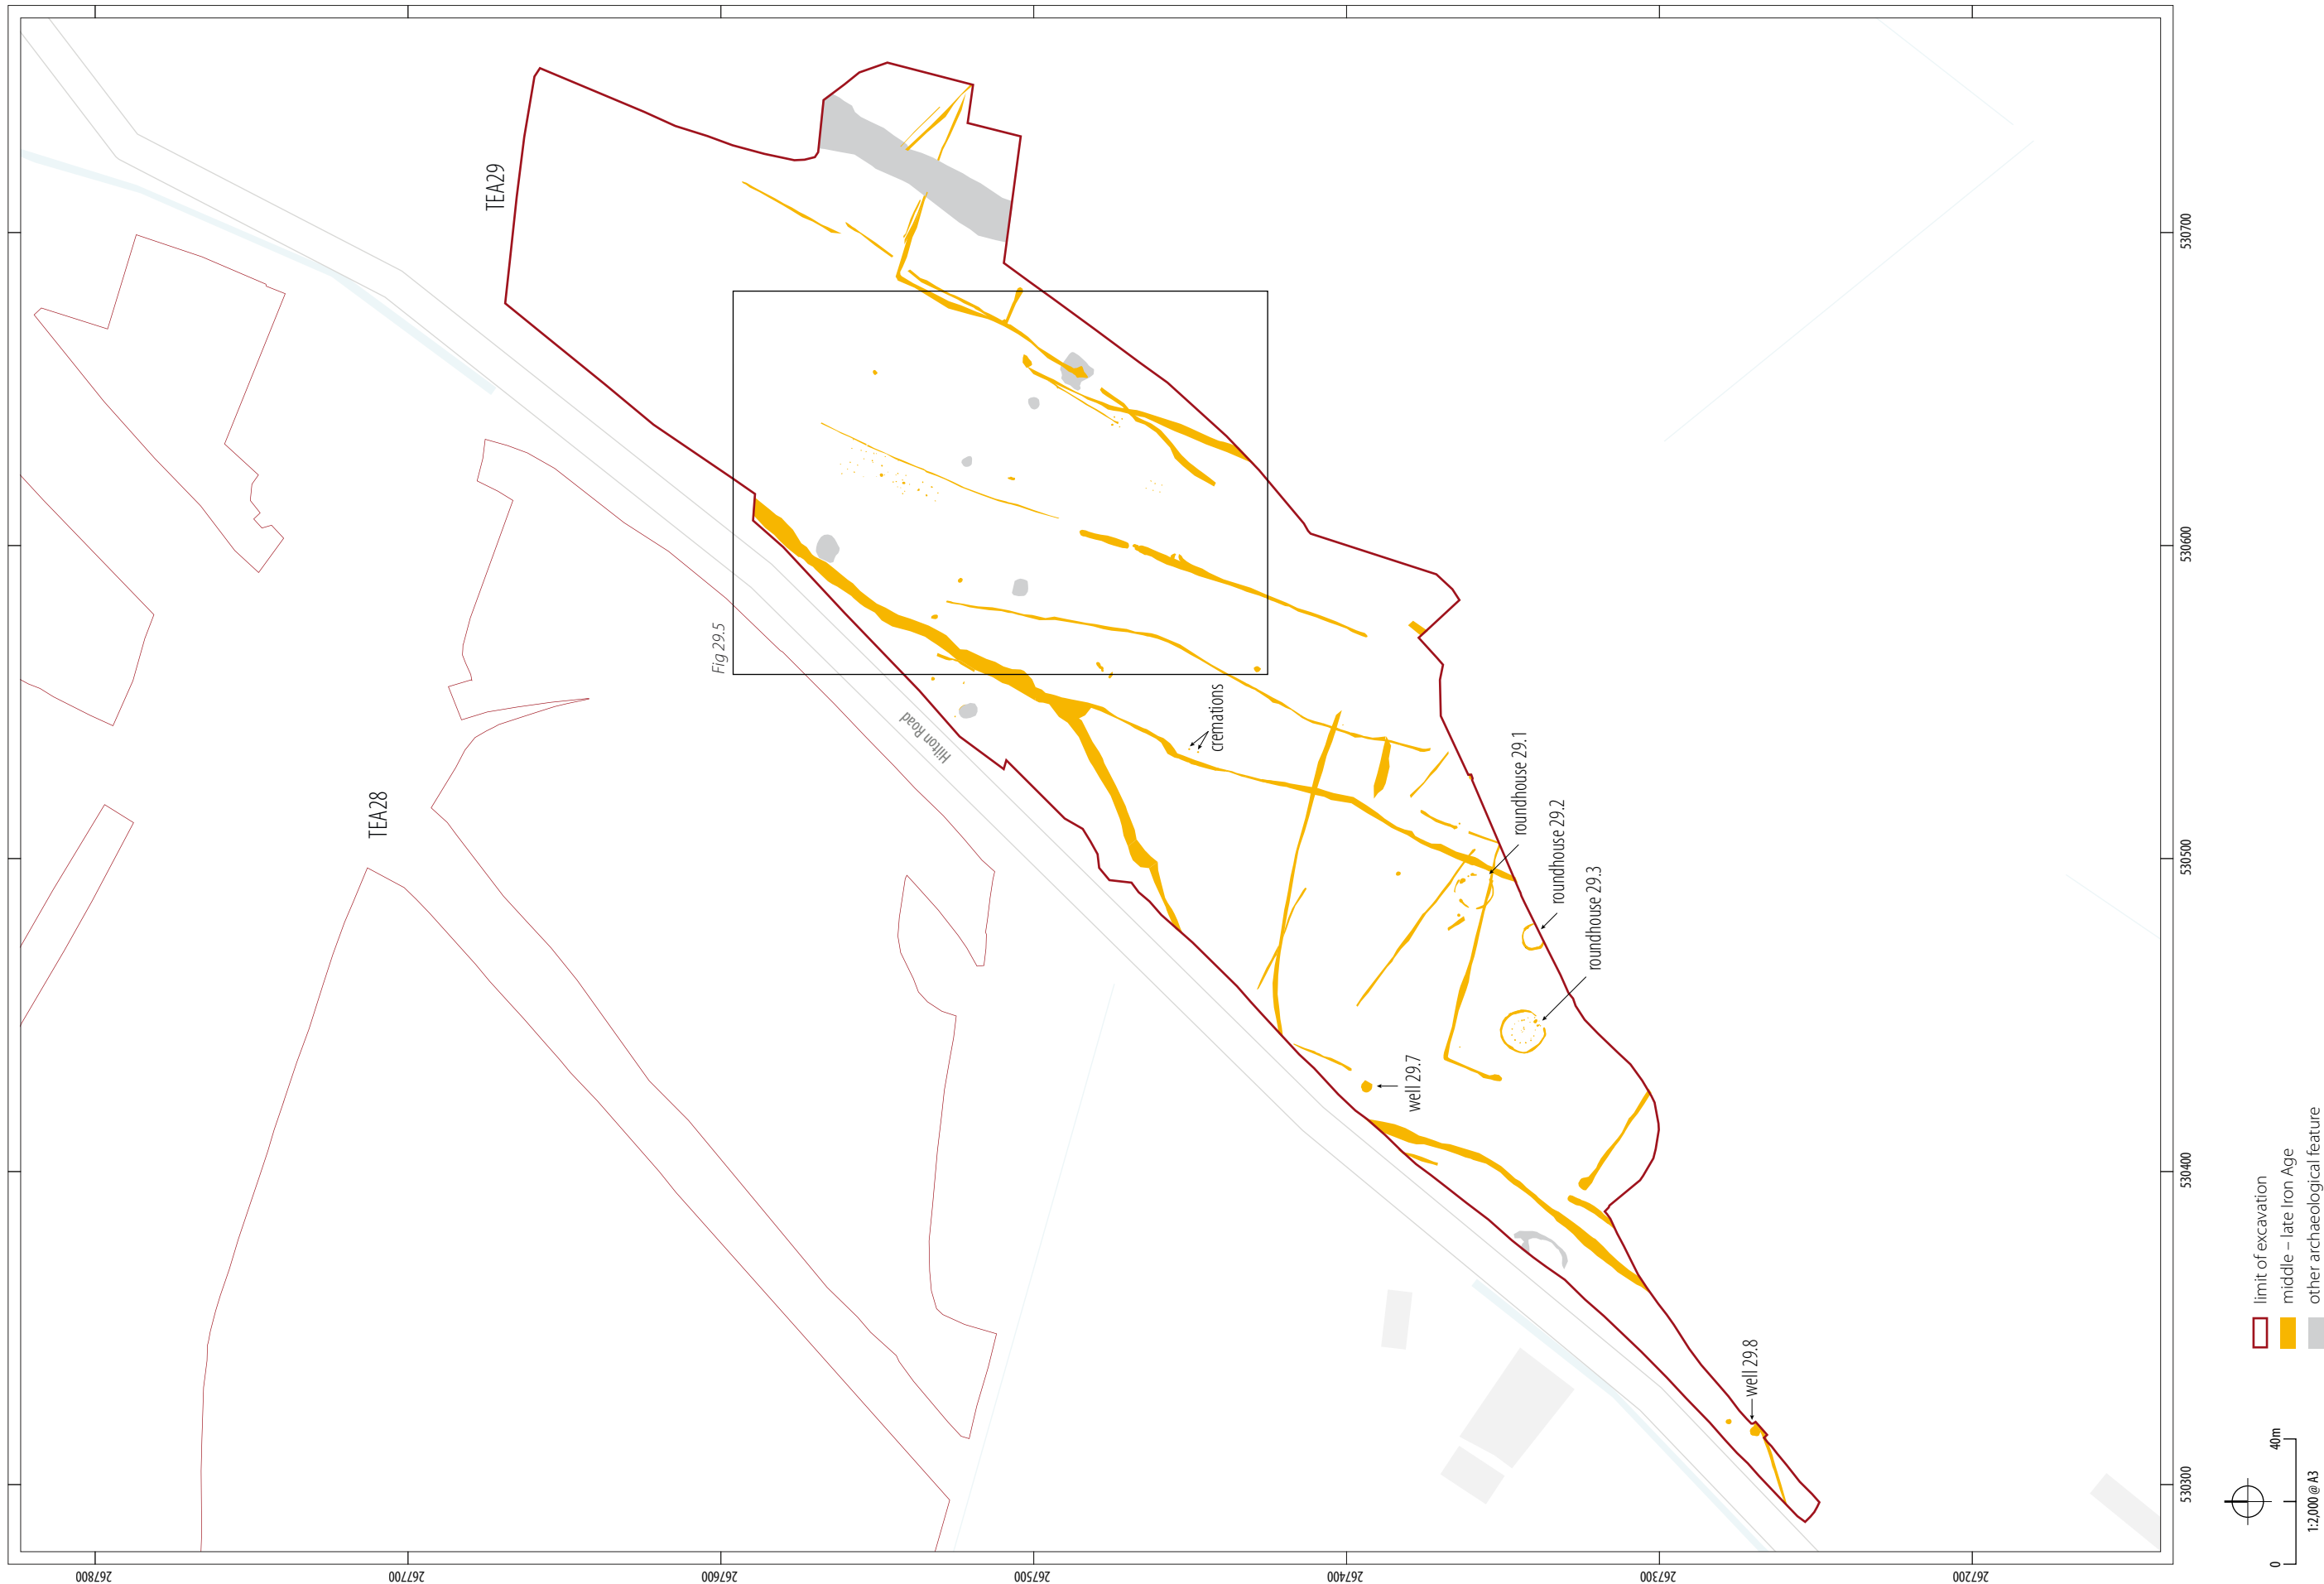 TEA29
TEA28
Fig 29.5
Hilton Road
cremations
roundhouse 29.1
roundhouse 29.2
roundhouse 29.3
well 29.7
well 29.8
267800
267700
267600
267500
267400
267300
267200
530300
530400
530500
530600
530700
limit of excavation
middle – late Iron Age
other archaeological feature
0
40m
1:2,000 @ A3